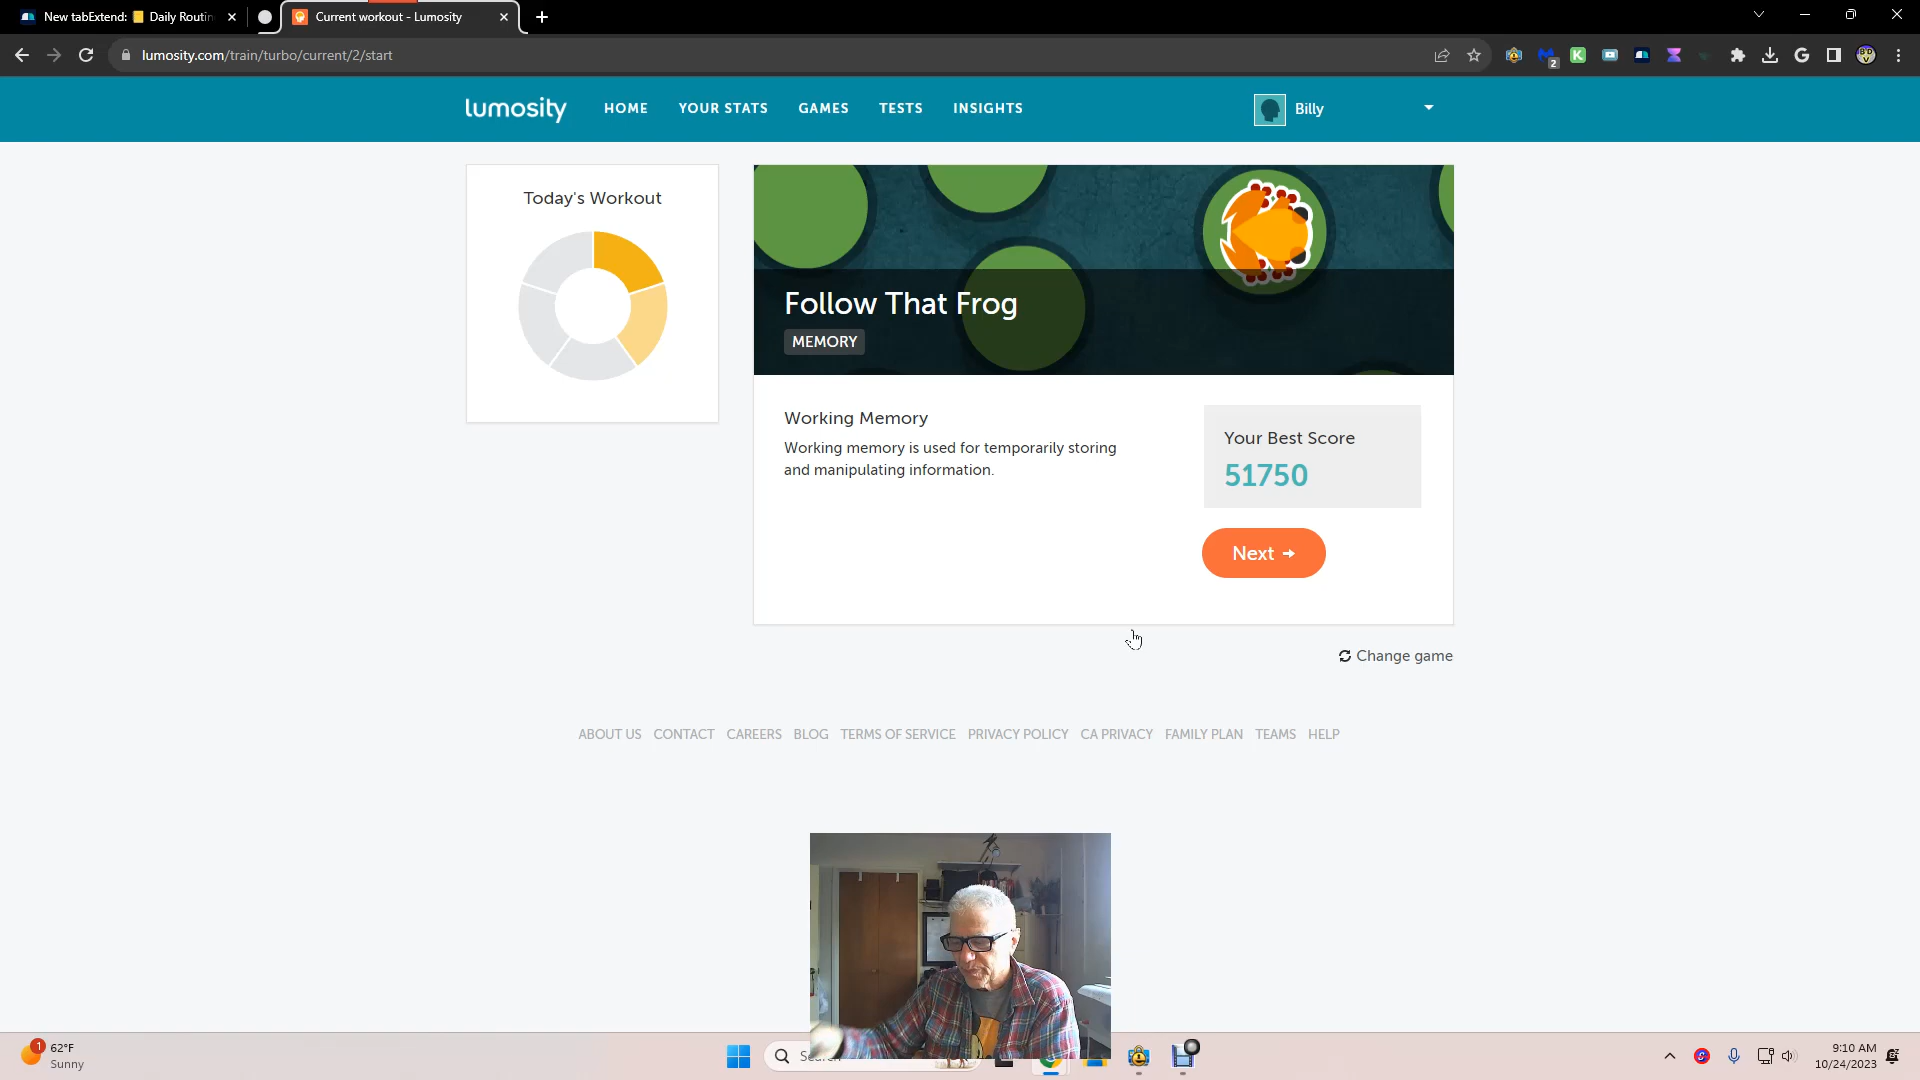 New tabExtend: Daily Routin
Current workout - Lumosity
lumosity.com/train/turbo/current/2/start
2
lumosity
HOME
YOUR STATS
GAMES
TESTS
INSIGHTS
Billy
Today's Workout
Follow That Frog
MEMORY
Working Memory
Working memory is used for temporarily storing
and manipulating information.
Your Best Score
51750
Next →
Change game
ABOUT US CONTACT CAREERS BLOG TERMS OF SERVICE PRIVACY POLICY CA PRIVACY FAMILY PLAN TEAMS HELP
1
62°F
Sunny
9:10 AM
10/24/2023